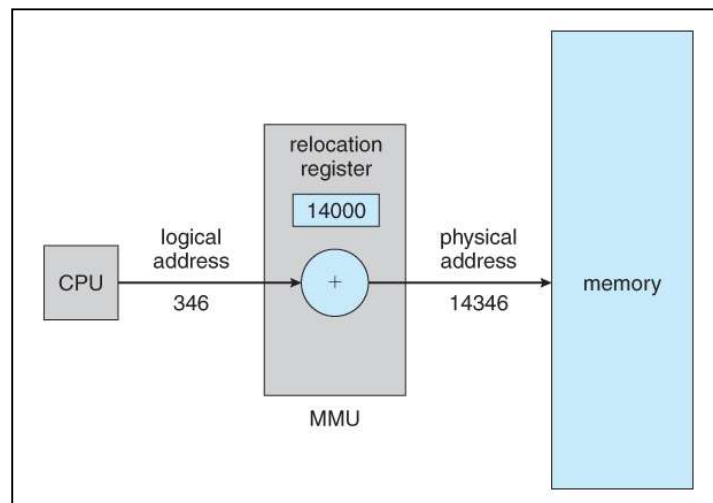 relocation
register
14000
logical
address
CPU
346
+
physical
address
14346
memory
MMU